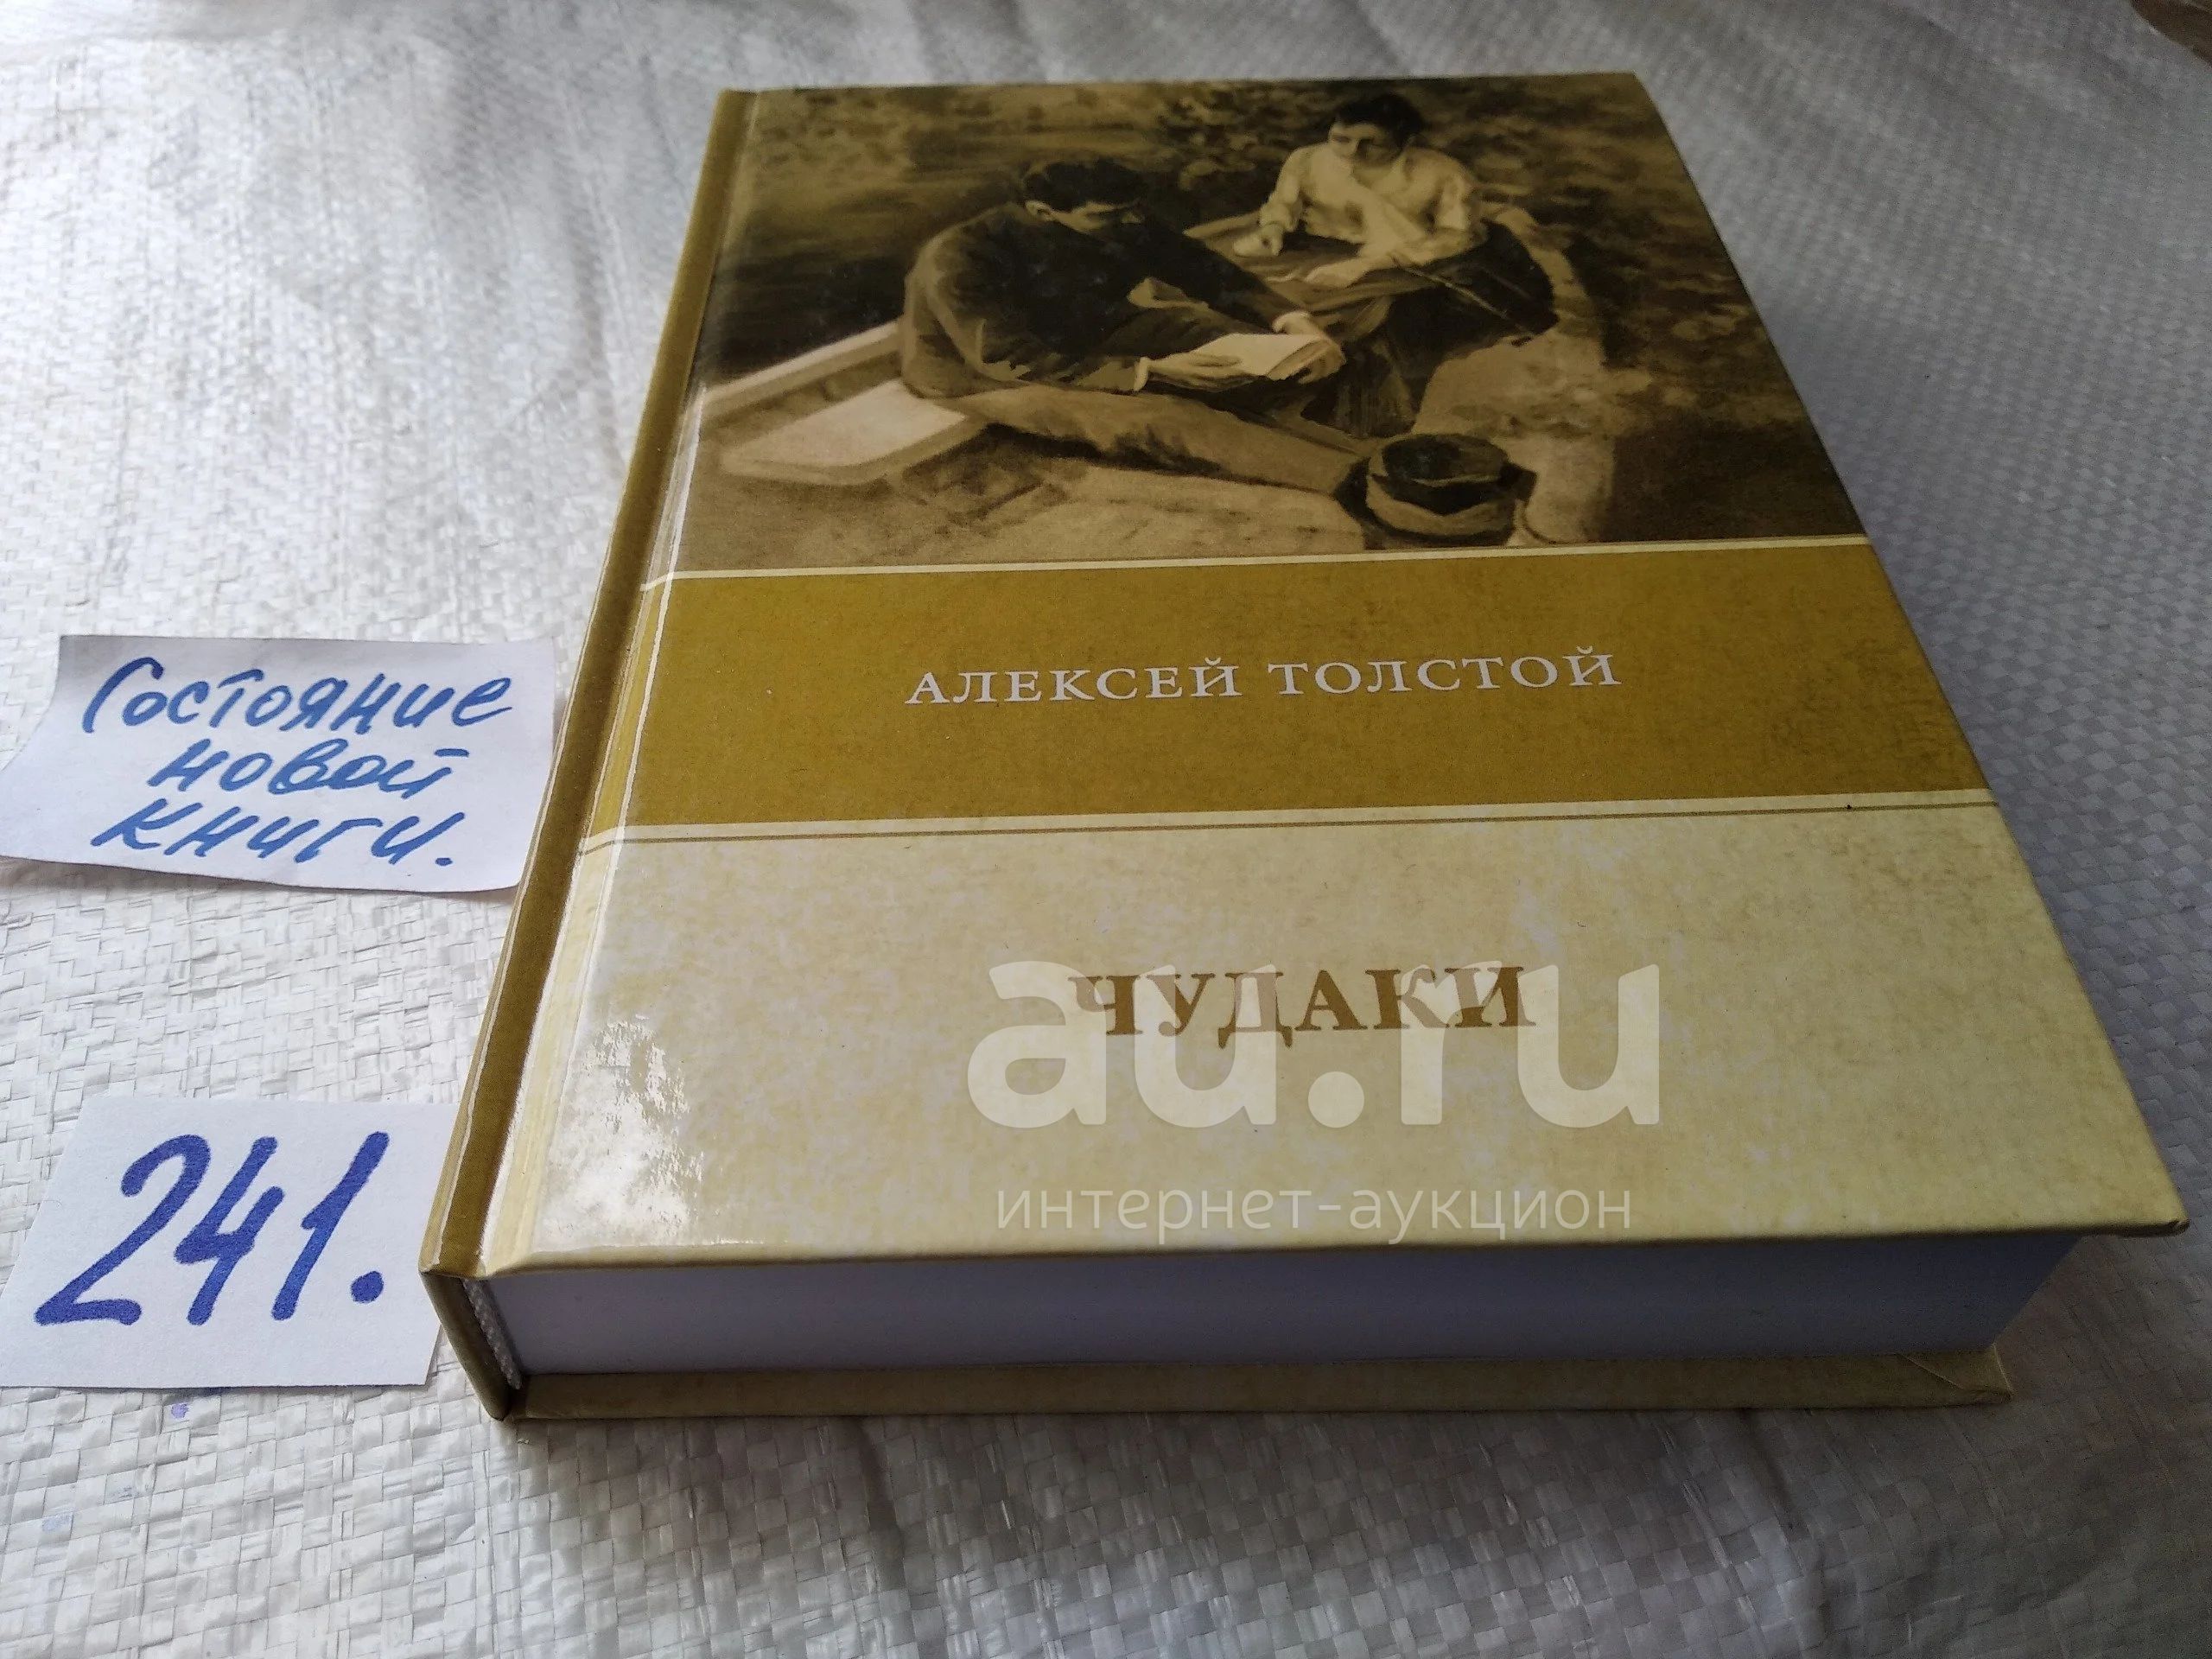 АЛЕКСЕЙ ТОЛСТОЙ
Состояние
новой
книги.
ЧУДАКИ
au.ru
интернет-аукцион
241.